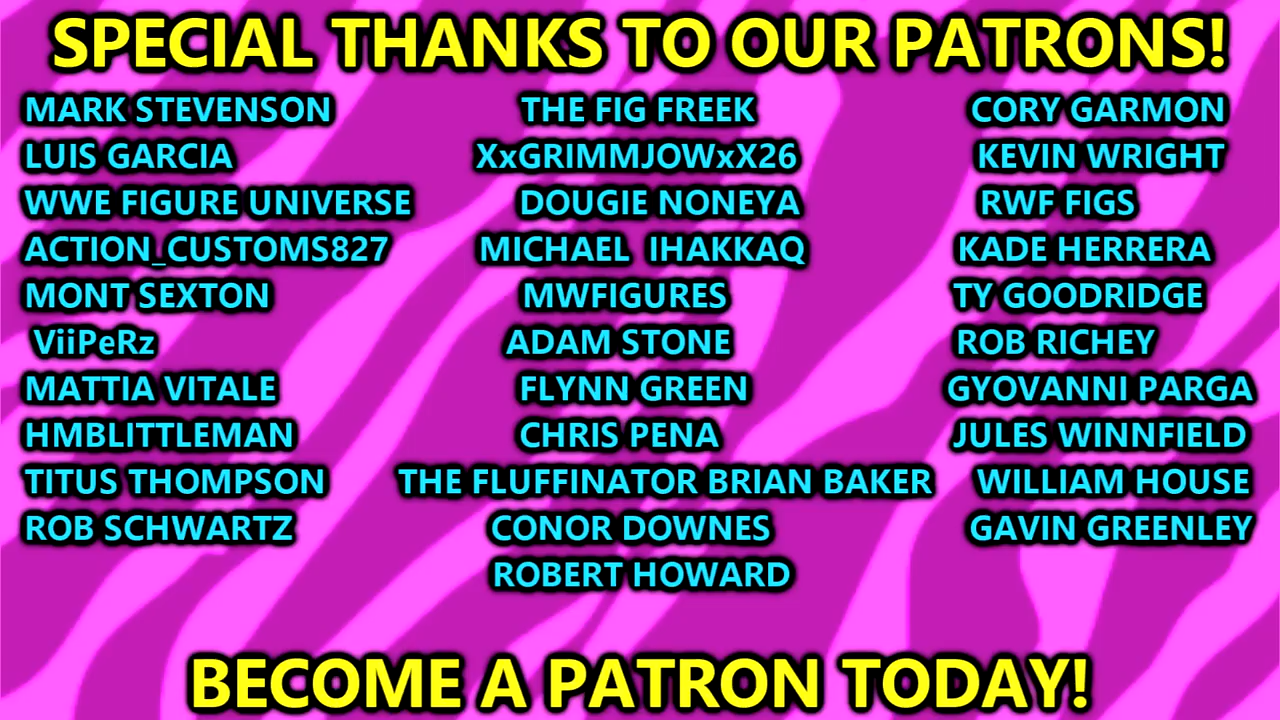 SPECIAL THANKS TO OUR PATRONS!
MARK STEVENSON THE FIG FREEK CORY GARMON
LUIS GARCIA XxGRIMMJOWxX26 KEVIN WRIGHT
WWE FIGURE UNIVERSE DOUGIE NONEYA RWF FIGS
ACTION_CUSTOMS827 MICHAEL IHAKKAQ KADE HERRERA
MONT SEXTON MWFIGURES TY GOODRIDGE
ViiPeRz ADAM STONE ROB RICHEY
MATTIA VITALE FLYNN GREEN GYOVANNI PARGA
HMBLITTLEMAN CHRIS PENA JULES WINNFIELD
TITUS THOMPSON THE FLUFFINATOR BRIAN BAKER WILLIAM HOUSE
ROB SCHWARTZ CONOR DOWNES GAVIN GREENLEY
ROBERT HOWARD
BECOME A PATRON TODAY!